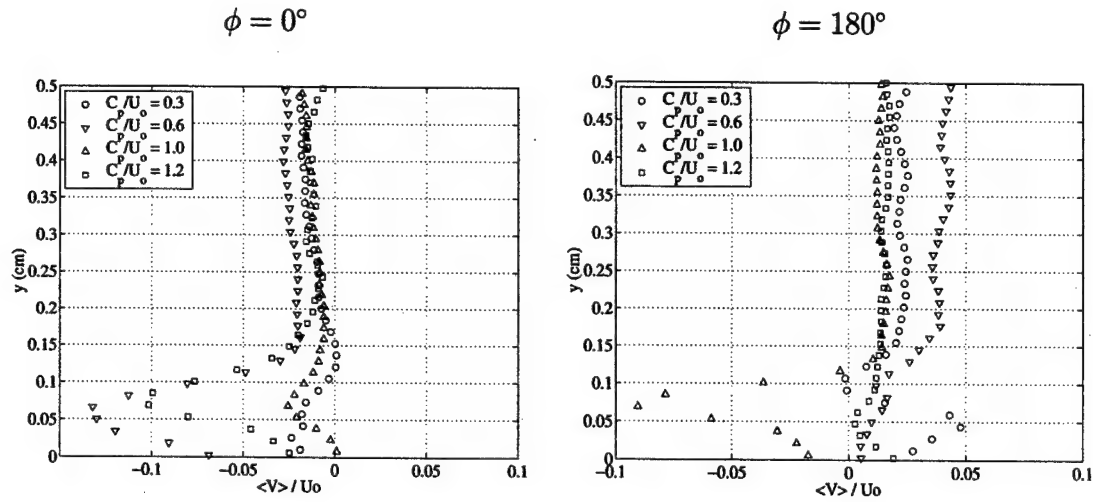 ϕ = 0°
ϕ = 180°
C_p/U_o = 0.3
C_p/U_o = 0.6
C_p/U_o = 1.0
C_p/U_o = 1.2
0.5
0.45
0.4
0.35
0.3
0.25
0.2
0.15
0.1
0.05
0
y (cm)
−0.1
−0.05
0
0.05
0.1
<V> / Uo
C_p/U_o = 0.3
C_p/U_o = 0.6
C_p/U_o = 1.0
C_p/U_o = 1.2
0.5
0.45
0.4
0.35
0.3
0.25
0.2
0.15
0.1
0.05
0
y (cm)
−0.1
−0.05
0
0.05
0.1
<V> / Uo